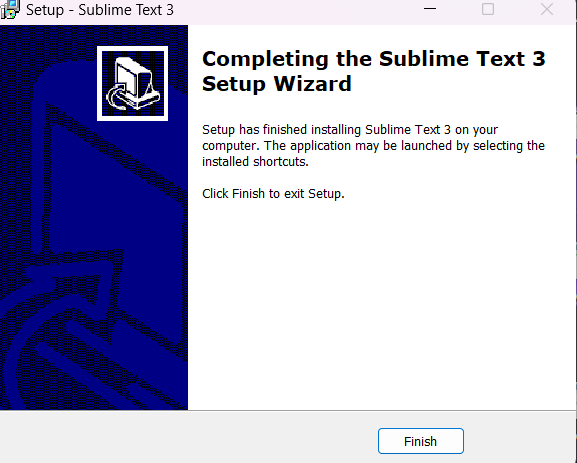 Setup - Sublime Text 3
Completing the Sublime Text 3
Setup Wizard
Setup has finished installing Sublime Text 3 on your
computer. The application may be launched by selecting the
installed shortcuts.
Click Finish to exit Setup.
Finish